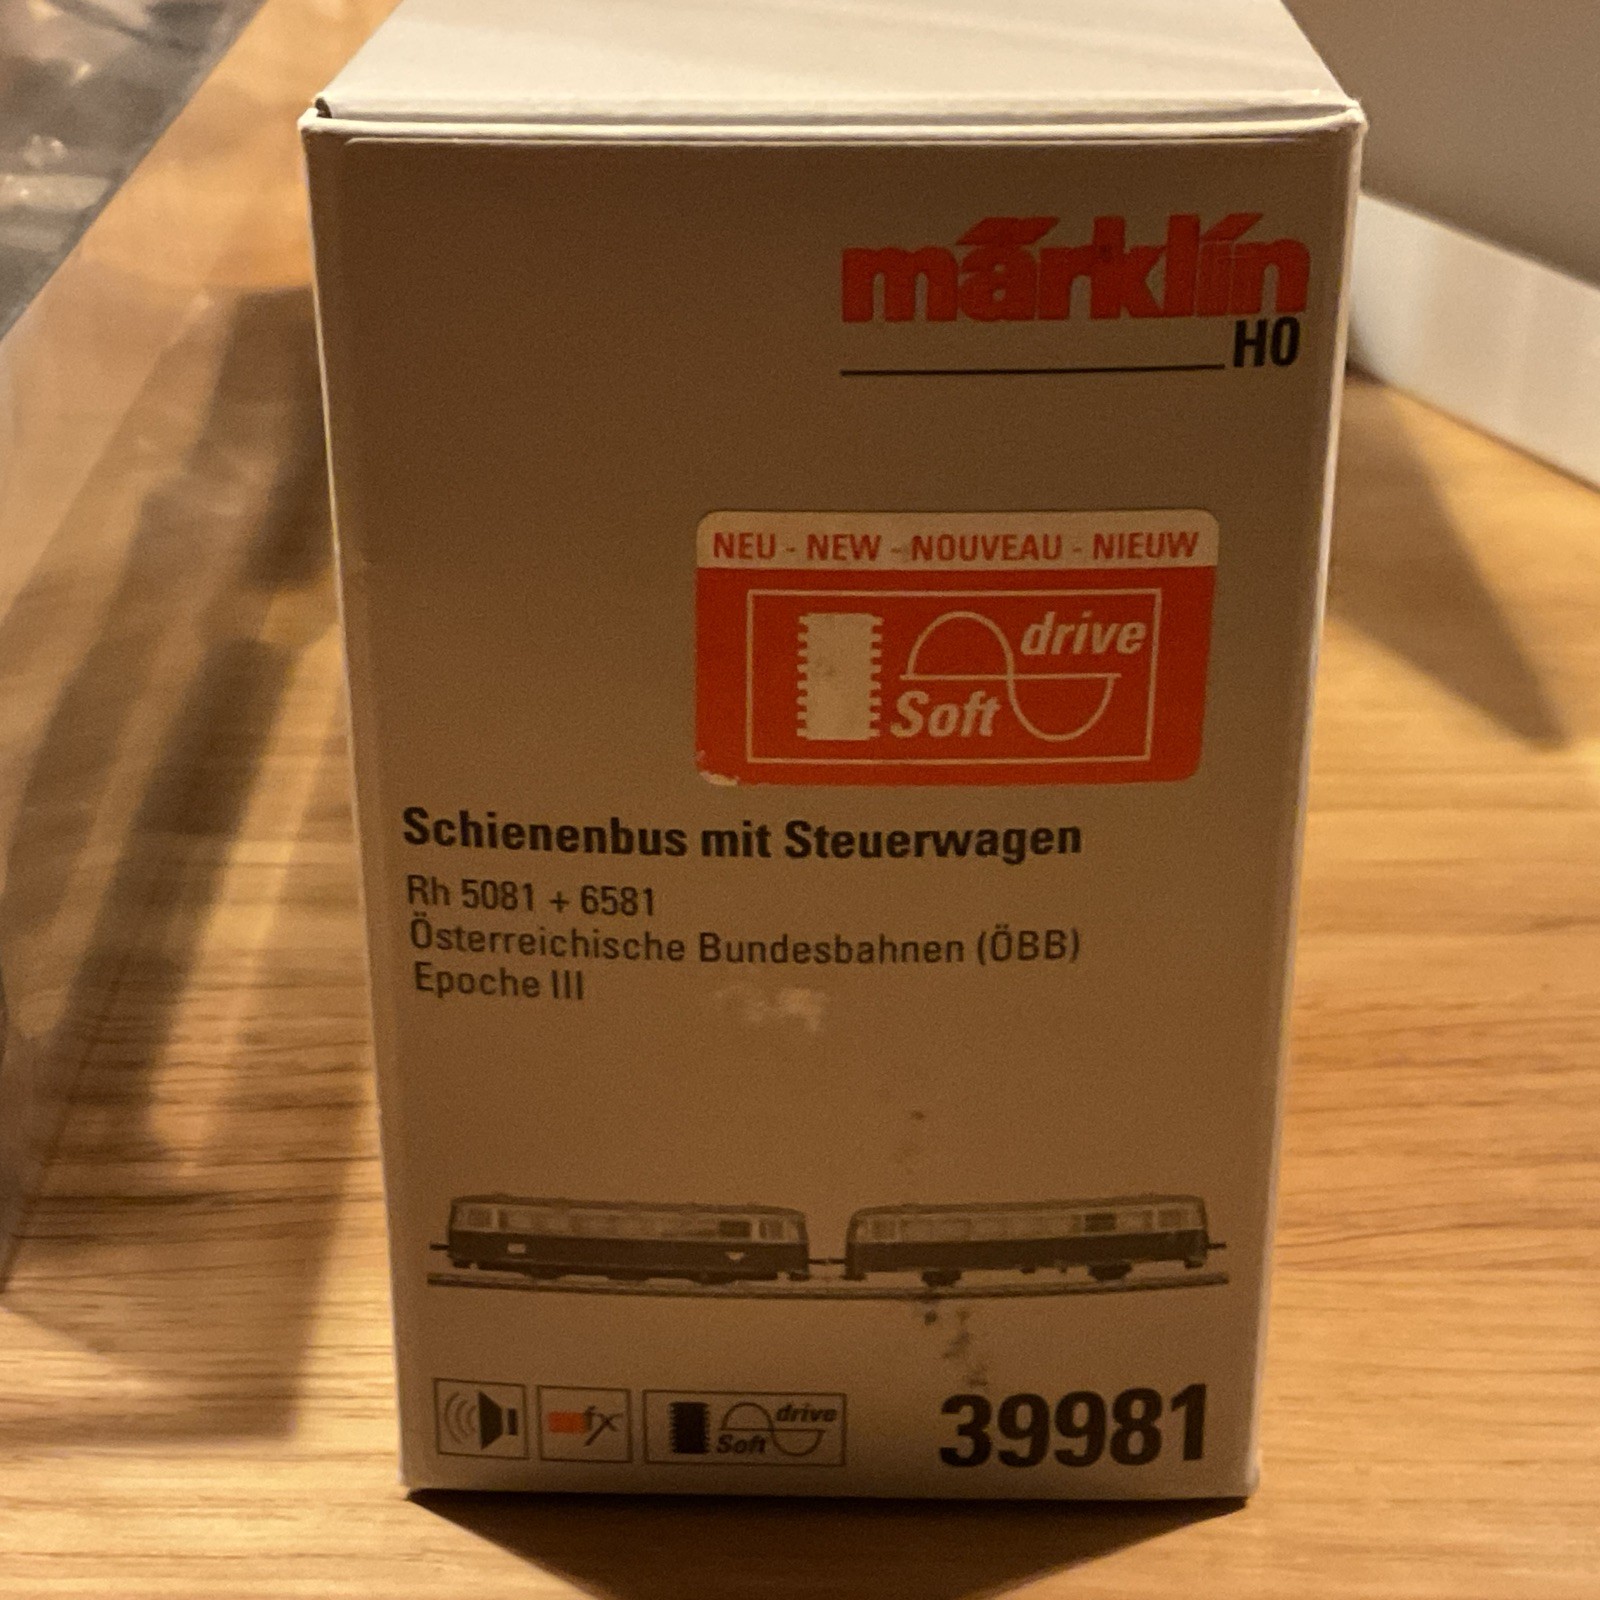 märklin
H0
NEU - NEW - NOUVEAU - NIEUW
drive
Soft
Schienenbus mit Steuerwagen
Rh 5081 + 6581
Österreichische Bundesbahnen (ÖBB)
Epoche III
fx
drive
Soft
39981